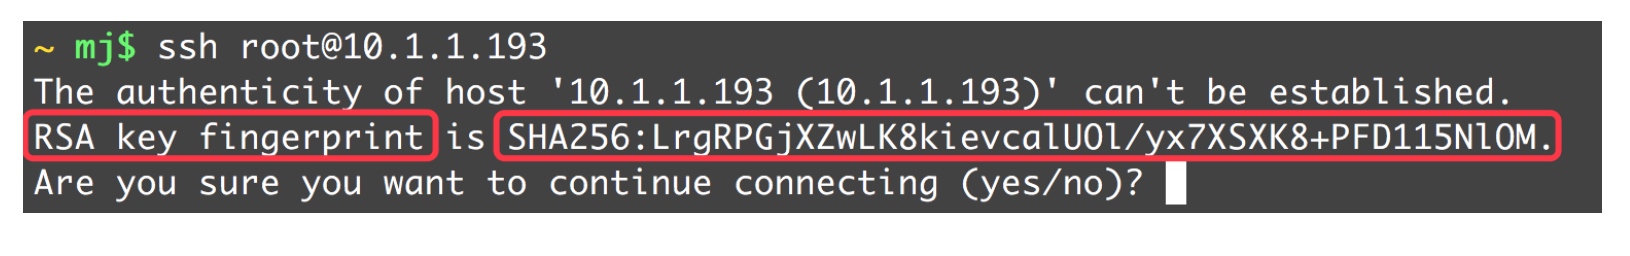 ~ mj$ ssh root@10.1.1.193
The authenticity of host '10.1.1.193 (10.1.1.193)' can't be established.
RSA key fingerprint is SHA256:LrgRPGjXZwLK8kievcalUOl/yx7XSXK8+PFD115NlOM.
Are you sure you want to continue connecting (yes/no)?